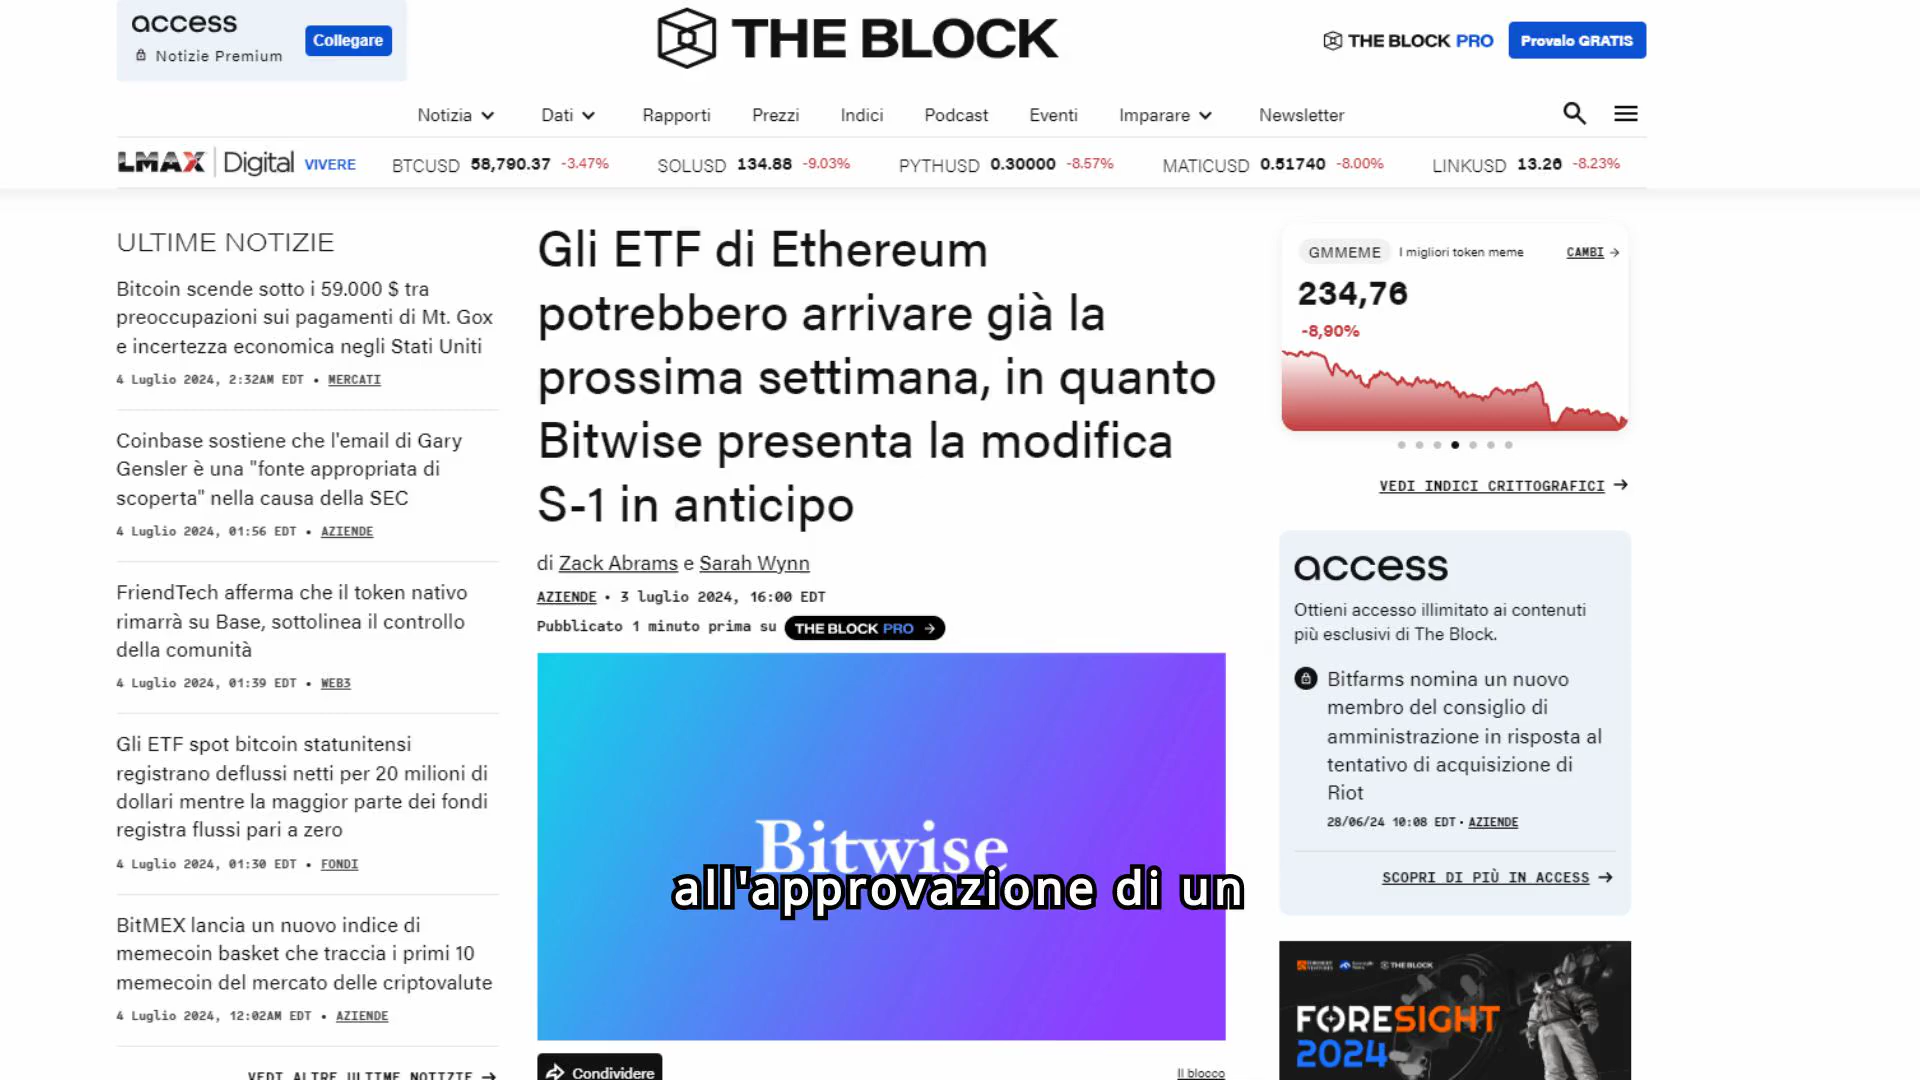 access
Notizie Premium
Collegare
THE BLOCK
THE BLOCK PRO
Provalo GRATIS
Notizia
Dati
Rapporti
Prezzi
Indici
Podcast
Eventi
Imparare
Newsletter
LMAX Digital VIVERE
BTCUSD 58,790.37 -3.47%
SOLUSD 134.88 -9.03%
PYTHUSD 0.30000 -8.57%
MATICUSD 0.51740 -8.00%
LINKUSD 13.26 -8.23%
ULTIME NOTIZIE
Bitcoin scende sotto i 59.000 $ tra
preoccupazioni sui pagamenti di Mt. Gox
e incertezza economica negli Stati Uniti
4 Luglio 2024, 2:32AM EDT • MERCATI
Coinbase sostiene che l'email di Gary
Gensler è una "fonte appropriata di
scoperta" nella causa della SEC
4 Luglio 2024, 01:56 EDT • AZIENDE
FriendTech afferma che il token nativo
rimarrà su Base, sottolinea il controllo
della comunità
4 Luglio 2024, 01:39 EDT • WEB3
Gli ETF spot bitcoin statunitensi
registrano deflussi netti per 20 milioni di
dollari mentre la maggior parte dei fondi
registra flussi pari a zero
4 Luglio 2024, 01:30 EDT • FONDI
BitMEX lancia un nuovo indice di
memecoin basket che traccia i primi 10
memecoin del mercato delle criptovalute
4 Luglio 2024, 12:02AM EDT • AZIENDE
VEDI ALTRE ULTIME NOTIZIE →
Gli ETF di Ethereum
potrebbero arrivare già la
prossima settimana, in quanto
Bitwise presenta la modifica
S-1 in anticipo
di Zack Abrams e Sarah Wynn
AZIENDE • 3 luglio 2024, 16:00 EDT
Pubblicato 1 minuto prima su THE BLOCK PRO →
Bitwise
all'approvazione di un
Condividere
Il blocco
GMMEME I migliori token meme CAMBI →
234,76
-8,90%
VEDI INDICI CRITTOGRAFICI →
access
Ottieni accesso illimitato ai contenuti
più esclusivi di The Block.
Bitfarms nomina un nuovo
membro del consiglio di
amministrazione in risposta al
tentativo di acquisizione di
Riot
28/06/24 10:08 EDT • AZIENDE
SCOPRI DI PIÙ IN ACCESS →
THE BLOCK
FORESIGHT
2024